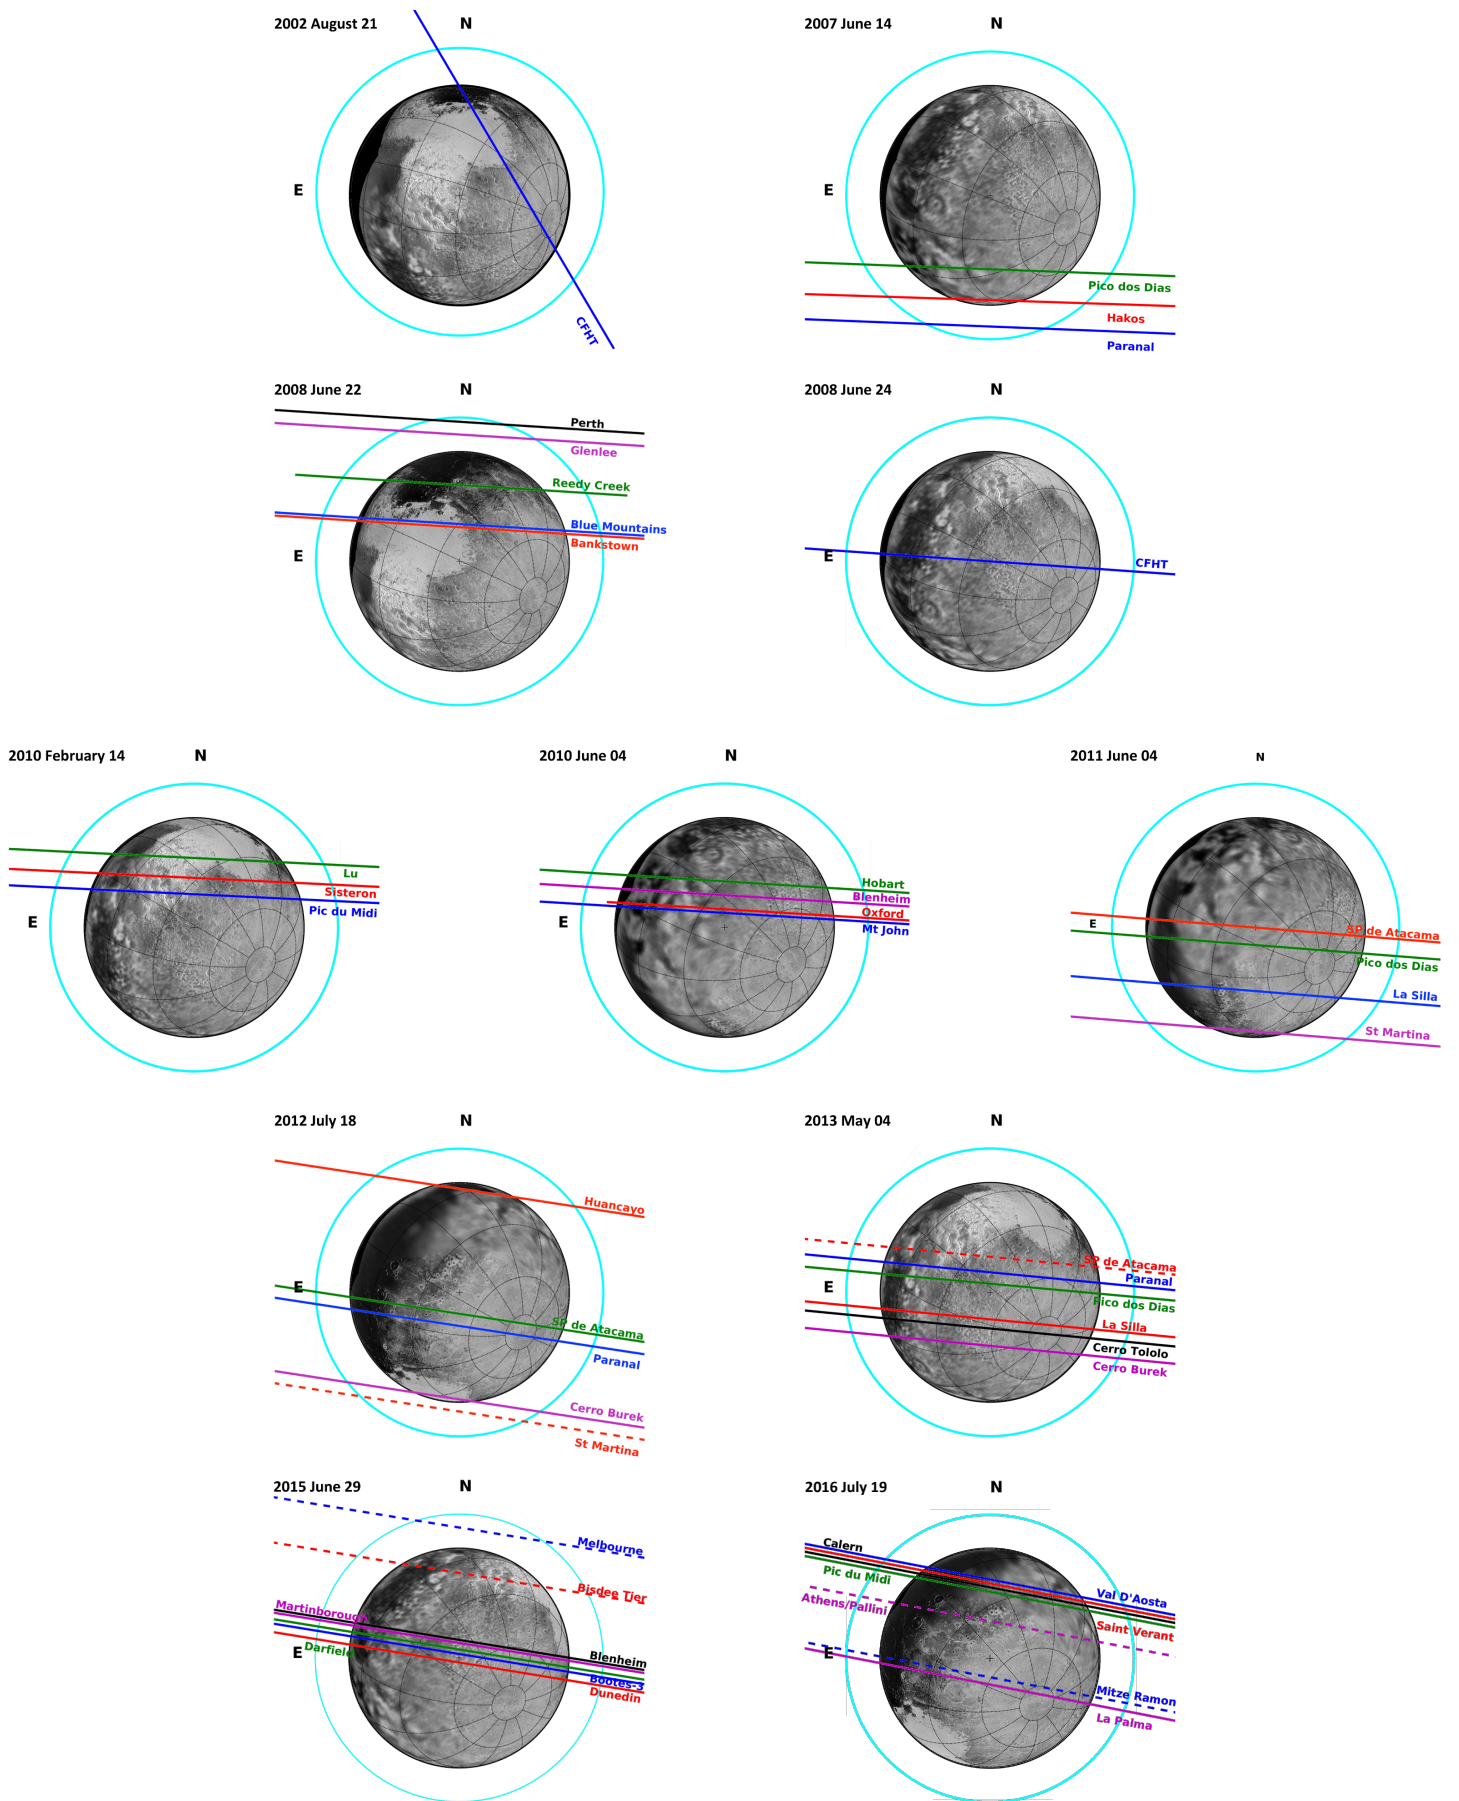 2002 August 21
N
E
CFHT
2007 June 14
N
E
Pico dos Dias
Hakos
Paranal
2008 June 22
N
Perth
Glenlee
Reedy Creek
Blue Mountains
Bankstown
E
2008 June 24
N
E
CFHT
2010 February 14
N
Lu
Sisteron
Pic du Midi
E
2010 June 04
N
Hobart
Blenheim
Oxford
Mt John
E
2011 June 04
N
E
SP de Atacama
Pico dos Dias
La Silla
St Martina
2012 July 18
N
Huancayo
E
SP de Atacama
Paranal
Cerro Burek
St Martina
2013 May 04
N
SP de Atacama
Paranal
E
Pico dos Dias
La Silla
Cerro Tololo
Cerro Burek
2015 June 29
N
Melbourne
Bisdee Tier
Martinborough
E
Darfield
Blenheim
Bootes-3
Dunedin
2016 July 19
N
Calern
Pic du Midi
Val D'Aosta
Athens/Pallini
Saint Verant
E
Mitze Ramon
La Palma